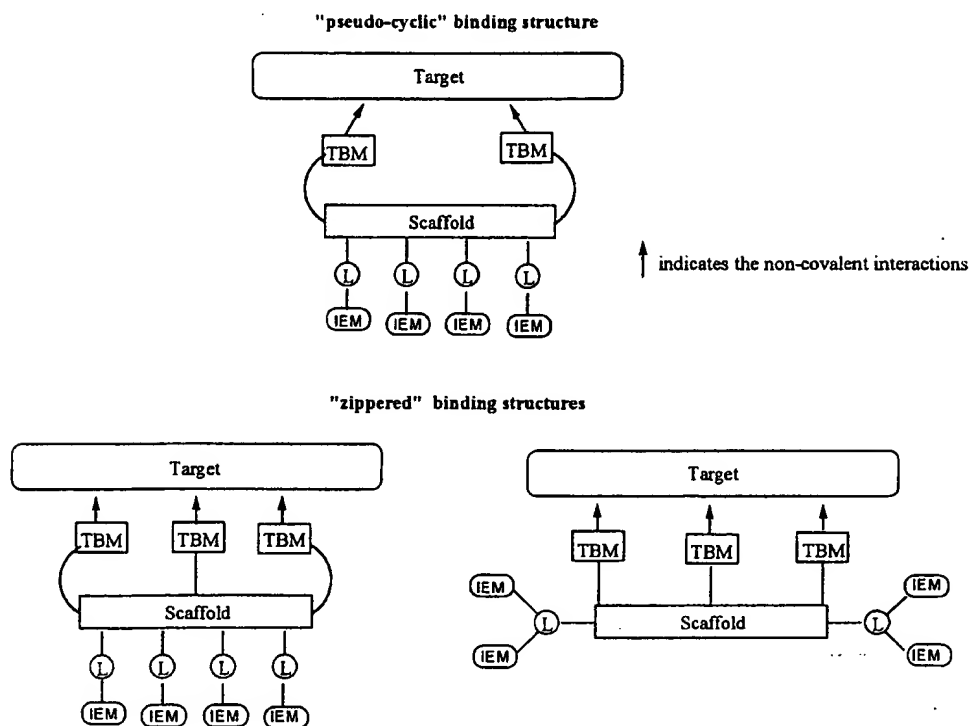 "pseudo-cyclic" binding structure
Target
TBM TBM
Scaffold
L L L L
IEM IEM IEM IEM
indicates the non-covalent interactions
"zippered" binding structures
Target
TBM TBM TBM
Scaffold
L L L L
IEM IEM IEM IEM
Target
TBM TBM TBM
IEM IEM
L Scaffold L
IEM IEM